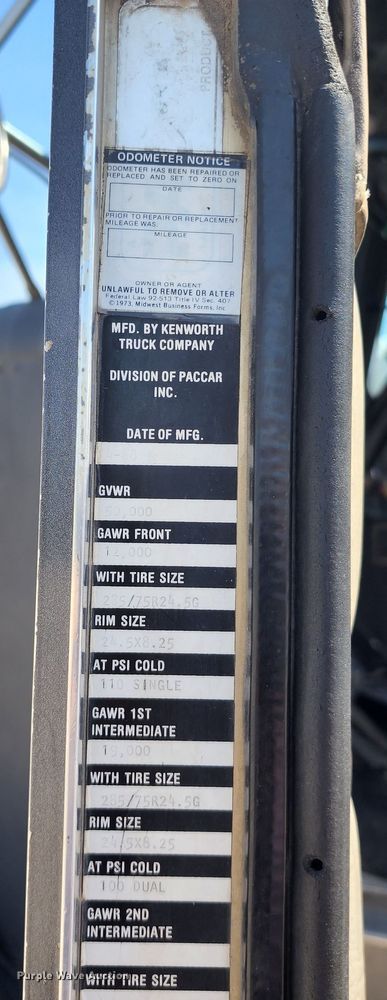 PRODUCT
ODOMETER NOTICE
ODOMETER HAS BEEN REPAIRED OR
REPLACED AND SET TO ZERO ON
DATE
PRIOR TO REPAIR OR REPLACEMENT
MILEAGE WAS:
MILEAGE
OWNER OR AGENT
UNLAWFUL TO REMOVE OR ALTER
Federal Law 92-513 Title IV Sec. 407
©1973, Midwest Business Forms, Inc.
MFD. BY KENWORTH
TRUCK COMPANY
DIVISION OF PACCAR
INC.
DATE OF MFG.
GVWR
50,000
GAWR FRONT
12,000
WITH TIRE SIZE
285/75R24.5G
RIM SIZE
24.5X8.25
AT PSI COLD
110 SINGLE
GAWR 1ST
INTERMEDIATE
19,000
WITH TIRE SIZE
285/75R24.5G
RIM SIZE
24.5X8.25
AT PSI COLD
100 DUAL
GAWR 2ND
INTERMEDIATE
WITH TIRE SIZE
Purple Wave Auction